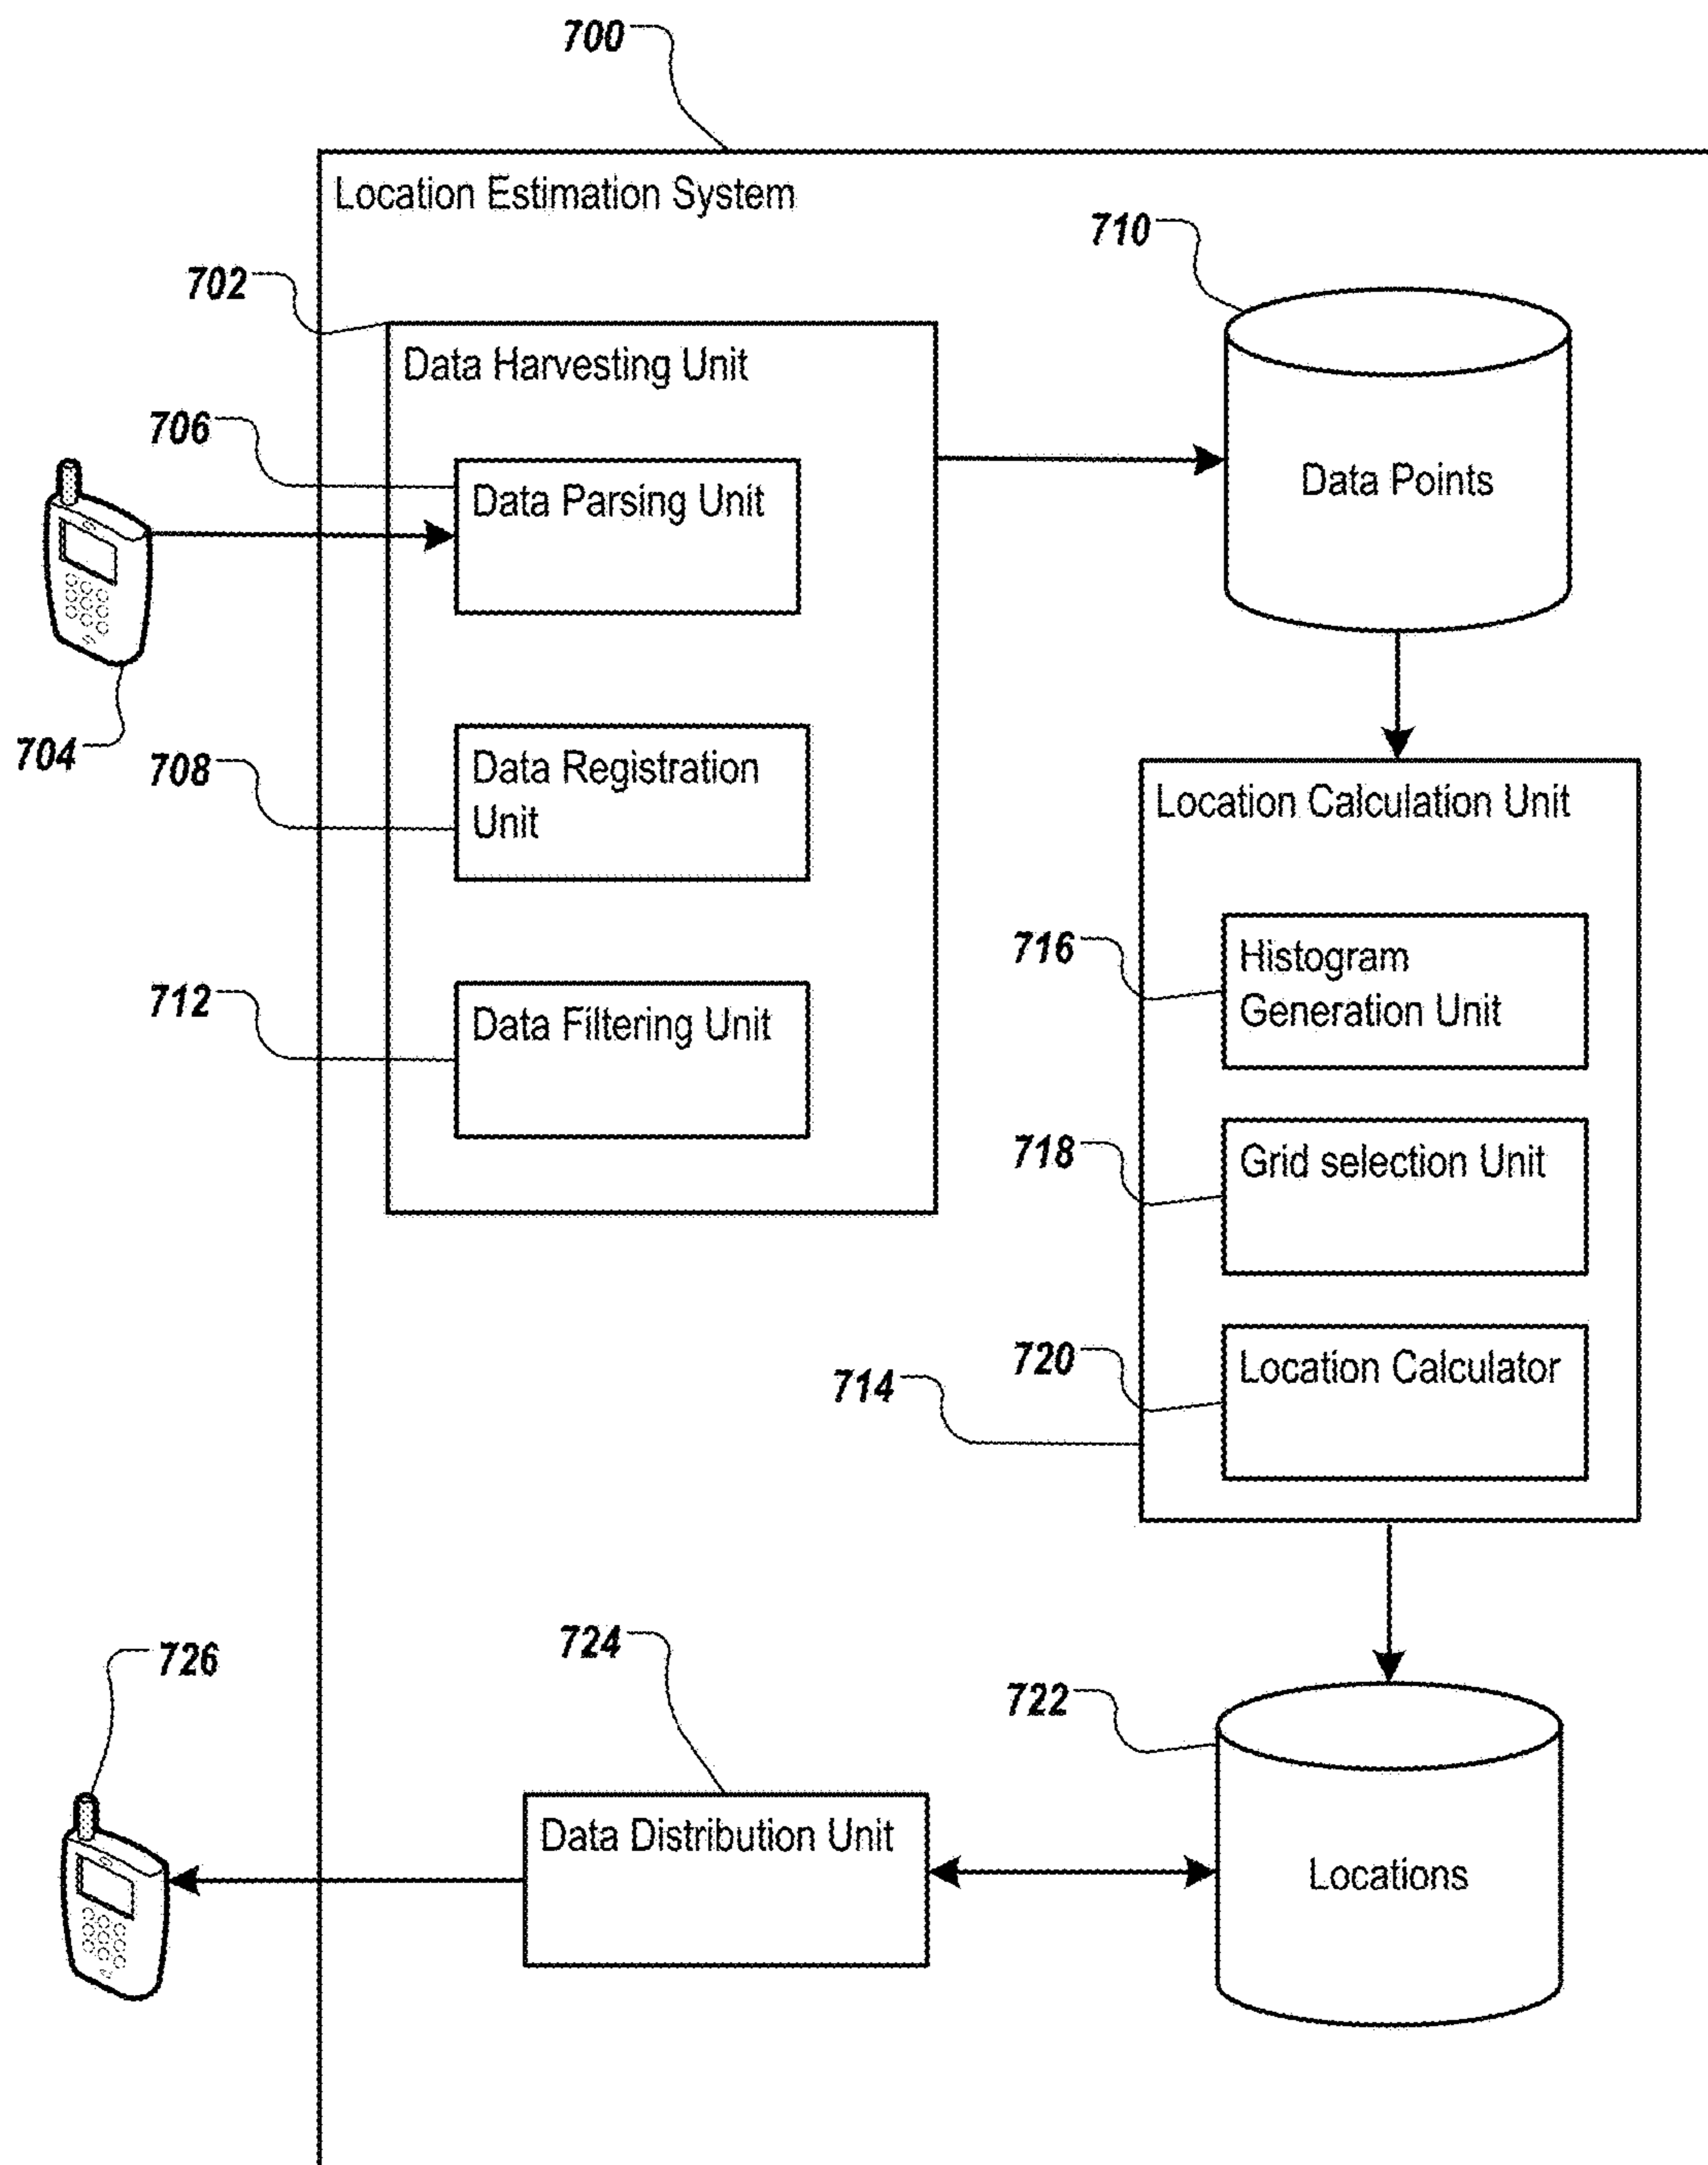 700
Location Estimation System
710
702
Data Harvesting Unit
706
Data Parsing Unit
Data Points
704
708
Data Registration
Unit
Location Calculation Unit
716
Histogram
Generation Unit
712
Data Filtering Unit
718
Grid selection Unit
720
Location Calculator
714
724
726
722
Data Distribution Unit
Locations